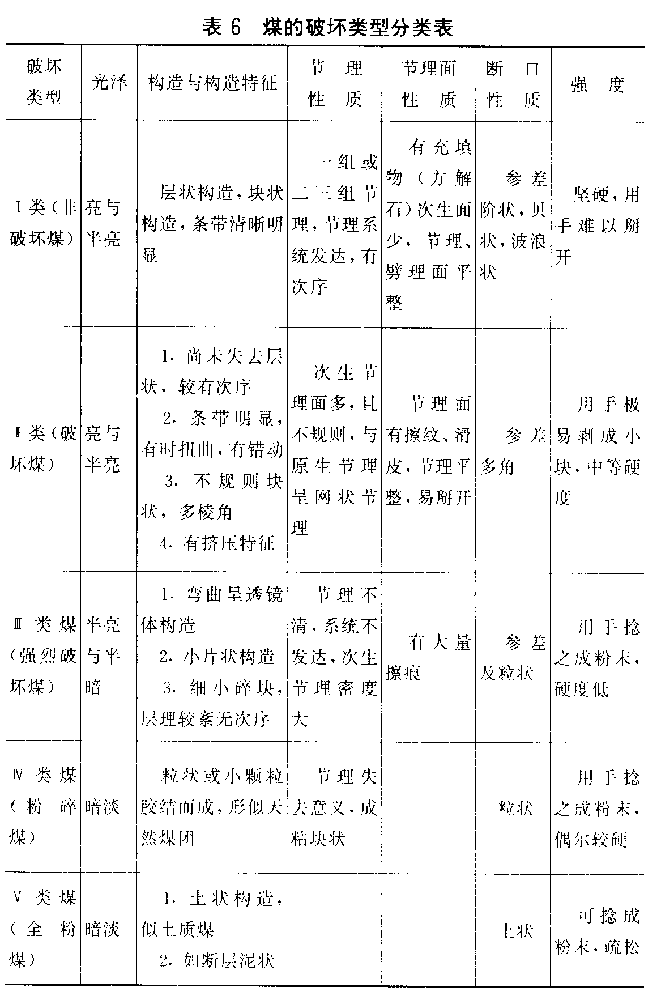 表 6 煤的破坏类型分类表
破坏
类型
光泽
构造与构造特征
节 理
性 质
节理面
性 质
断 口
性 质
强 度
Ⅰ类(非
破坏煤)
亮与
半亮
层状构造,块状
构造,条带清晰明
显
一组或
二三组节
理,节理系
统发达,有
次序
有充填
物(方解
石)次生面
少,节理、
劈理面平
整
参差
阶状,贝
状,波浪
状
坚硬,用
手难以掰
开
Ⅱ类(破
坏煤)
亮与
半亮
1. 尚未失去层
状,较有次序
2. 条带明显,
有时扭曲,有错动
3. 不规则块
状,多棱角
4. 有挤压特征
次生节
理面多,且
不规则,与
原生节理
呈网状节
理
节理面
有擦纹、滑
皮,节理平
整,易掰开
参差
多角
用手极
易剥成小
块,中等硬
度
Ⅲ类煤
(强烈破
坏煤)
半亮
与半
暗
1. 弯曲呈透镜
体构造
2. 小片状构造
3. 细小碎块,
层理较紊无次序
节理不
清,系统不
发达,次生
节理密度
大
有大量
擦痕
参差
及粒状
用手捻
之成粉末,
硬度低
Ⅳ类煤
(粉碎
煤)
暗淡
粒状或小颗粒
胶结而成,形似天
然煤团
节理失
去意义,成
粘块状
粒状
用手捻
之成粉末,
偶尔较硬
Ⅴ类煤
(全粉
煤)
暗淡
1. 土状构造,
似土质煤
2. 如断层泥状
土状
可捻成
粉末,疏松